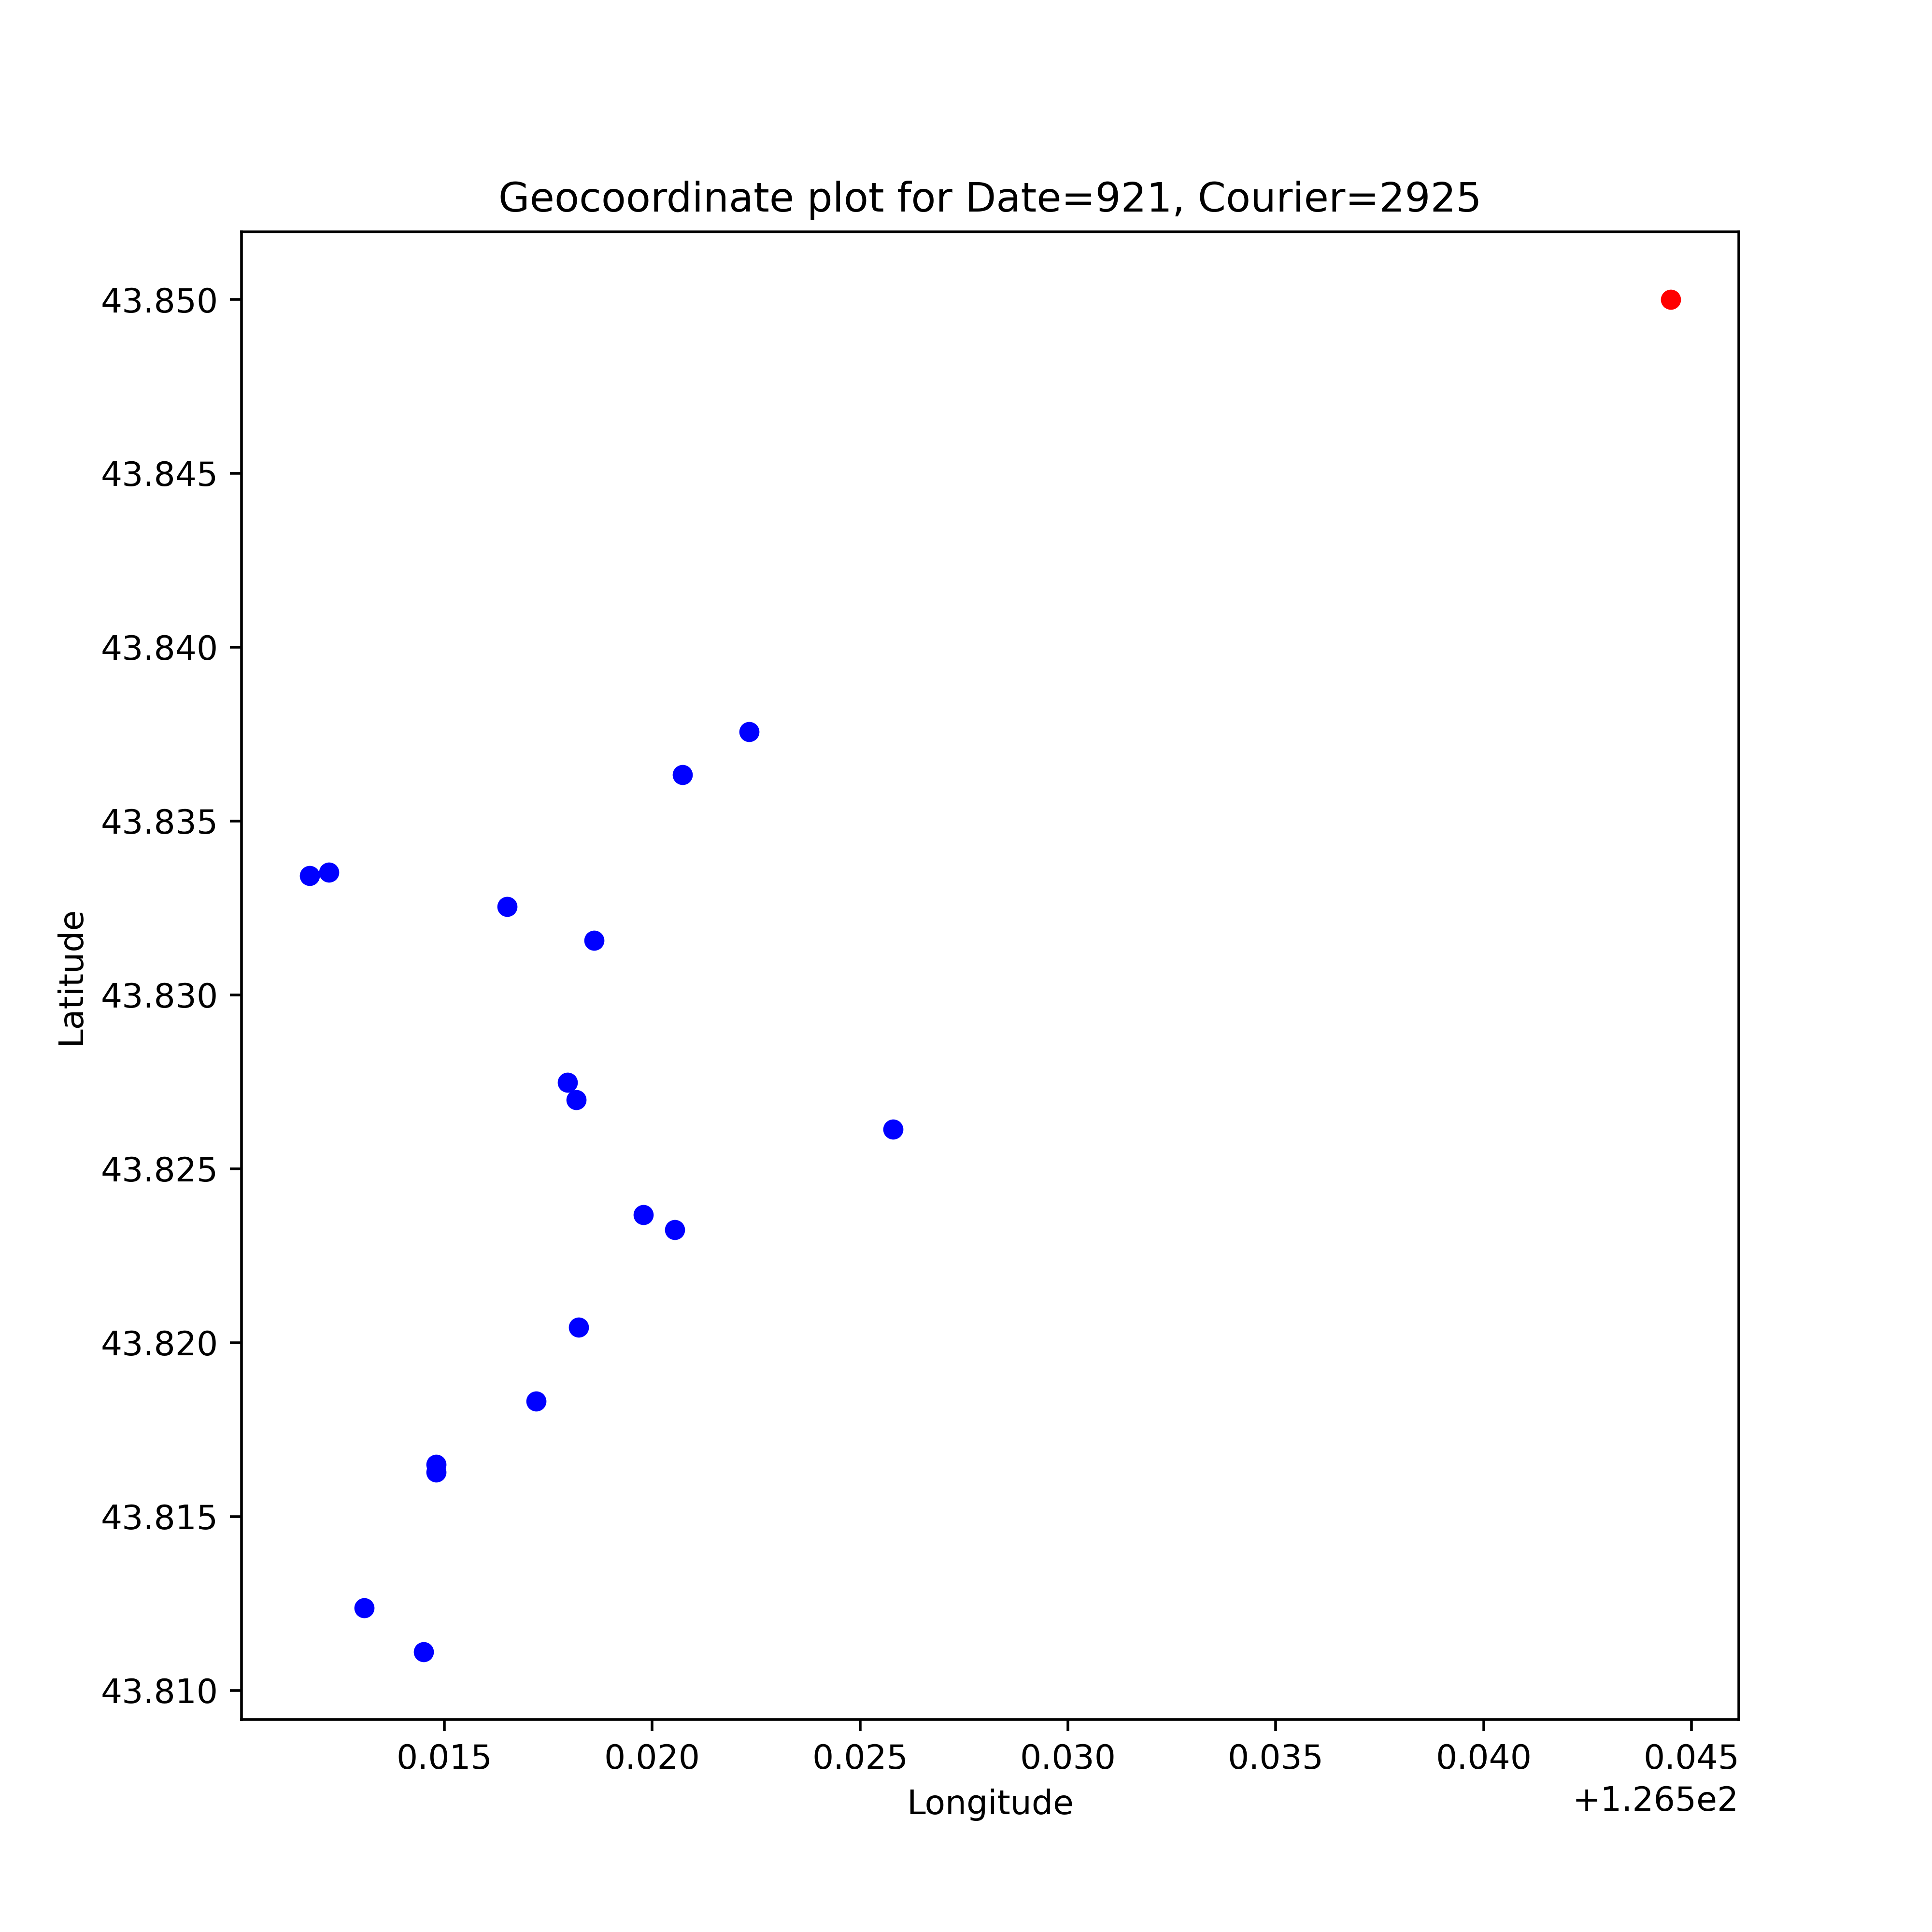 Geocoordinate plot for Date=921, Courier=2925
43.850
43.845
43.840
43.835
43.830
43.825
43.820
43.815
43.810
Latitude
0.015 0.020 0.025 0.030 0.035 0.040 0.045
+1.265e2
Longitude